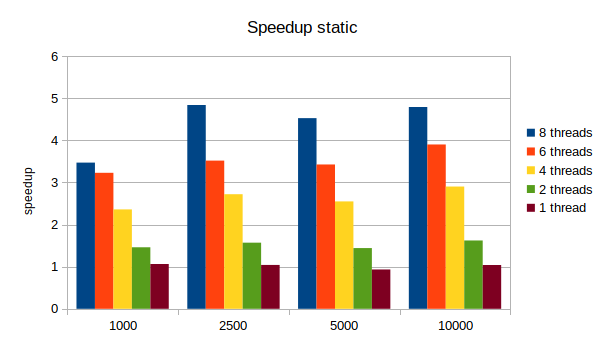 Speedup static
6
5
4
3
2
1
0
speedup
1000 2500 5000 10000
8 threads
6 threads
4 threads
2 threads
1 thread